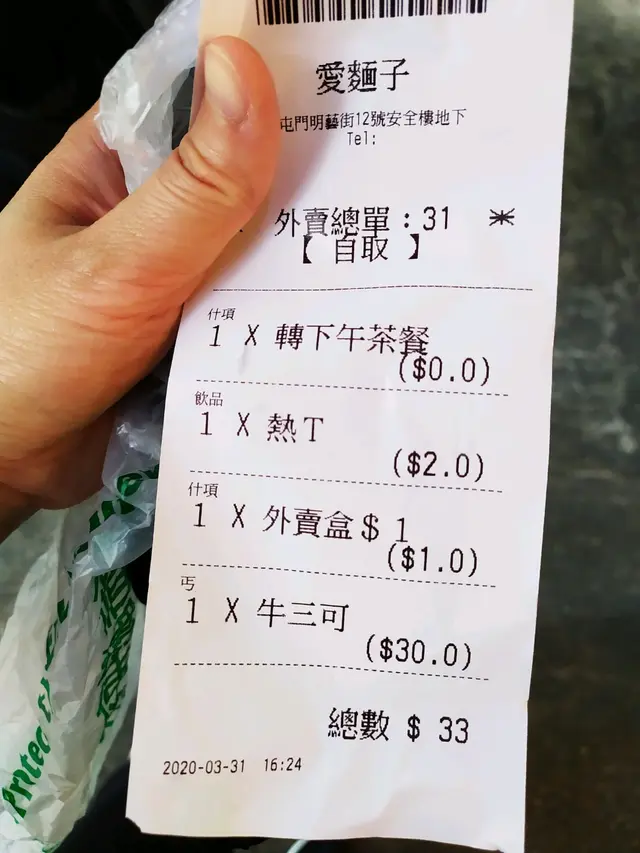 愛麵子
屯門明藝街12號安全樓地下
Tel:
外賣總單:31 *
【 自取 】
什項
1 X 轉下午茶餐
($0.0)
飲品
1 X 熱T
($2.0)
什項
1 X 外賣盒$ 1
($1.0)
丐
1 X 牛三可
($30.0)
總數 $ 33
2020-03-31 16:24